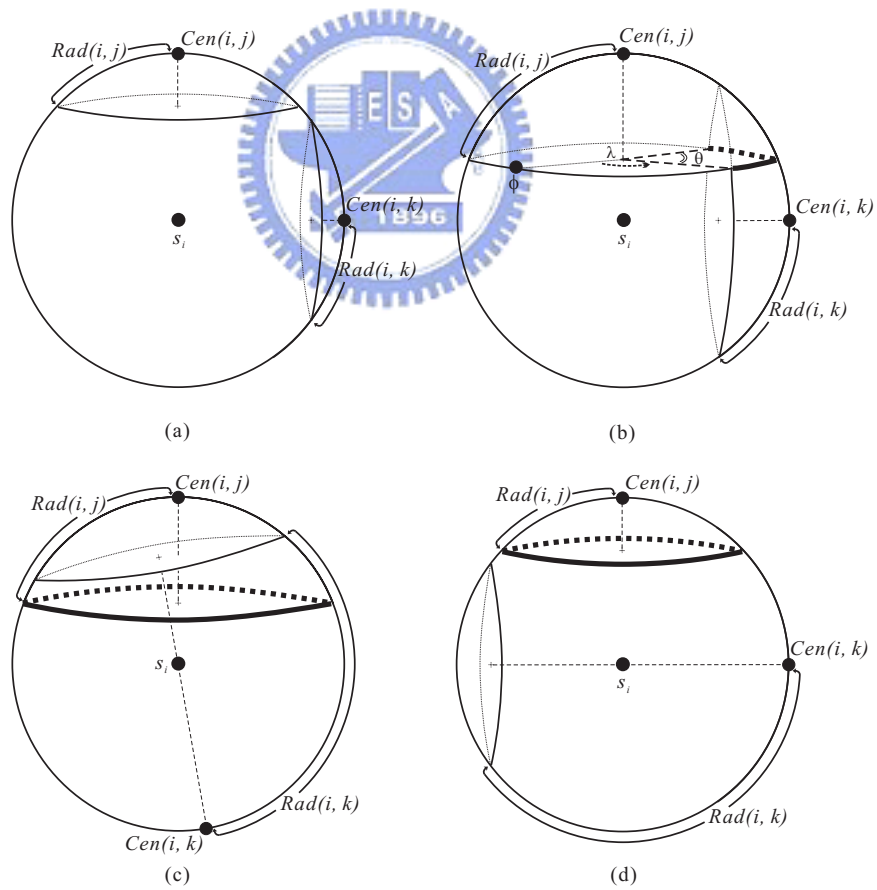 Cen(i, j)
Rad(i, j)
E S A
1896
Cen(i, k)
s_i
Rad(i, k)
(a)
Cen(i, j)
Rad(i, j)
λ
θ
ϕ
Cen(i, k)
s_i
Rad(i, k)
(b)
Cen(i, j)
Rad(i, j)
s_i
Rad(i, k)
Cen(i, k)
(c)
Cen(i, j)
Rad(i, j)
Cen(i, k)
s_i
Rad(i, k)
(d)